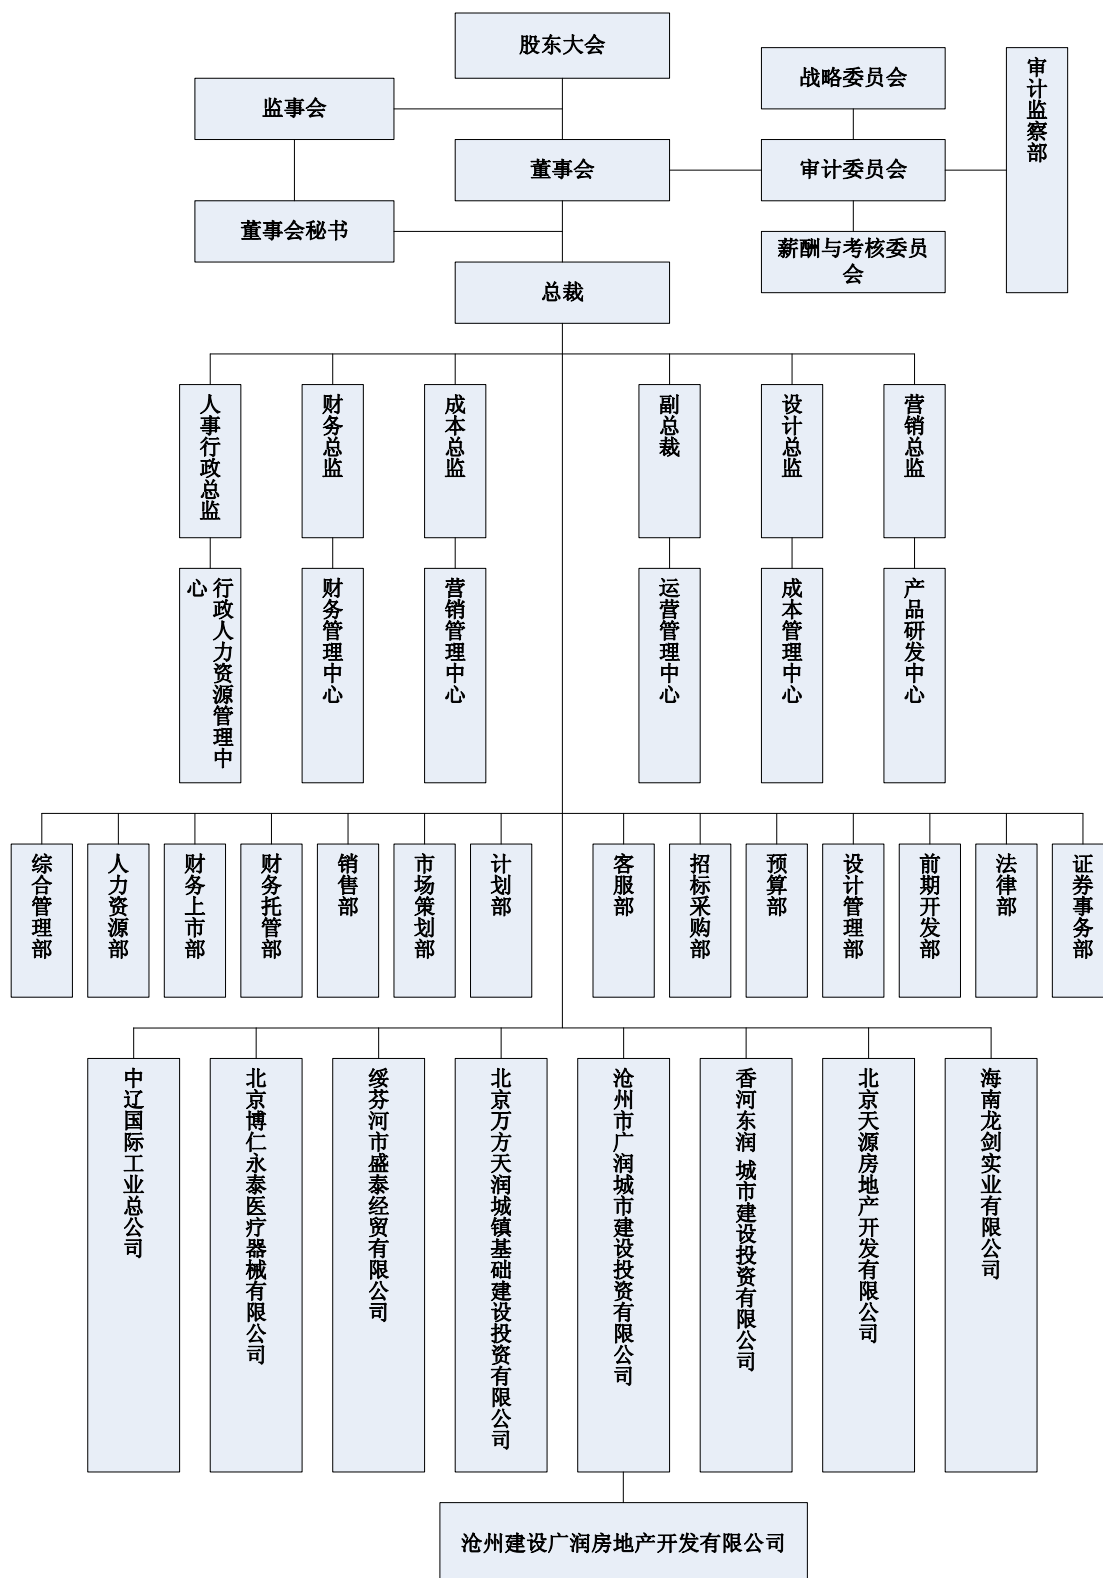 股东大会
战略委员会
审计监察部
监事会
董事会
审计委员会
董事会秘书
薪酬与考核委员
会
总裁
人事行政总监
财务总监
成本总监
副总裁
设计总监
营销总监
行政人力资源管理中
心
财务管理中心
营销管理中心
运营管理中心
成本管理中心
产品研发中心
综合管理部
人力资源部
财务上市部
财务托管部
销售部
市场策划部
计划部
客服部
招标采购部
预算部
设计管理部
前期开发部
法律部
证券事务部
中辽国际工业总公司
北京博仁永泰医疗器械有限公司
绥芬河市盛泰经贸有限公司
北京万方天润城镇基础建设投资有限公司
沧州市广润城市建设投资有限公司
香河东润 城市建设投资有限公司
北京天源房地产开发有限公司
海南龙剑实业有限公司
沧州建设广润房地产开发有限公司